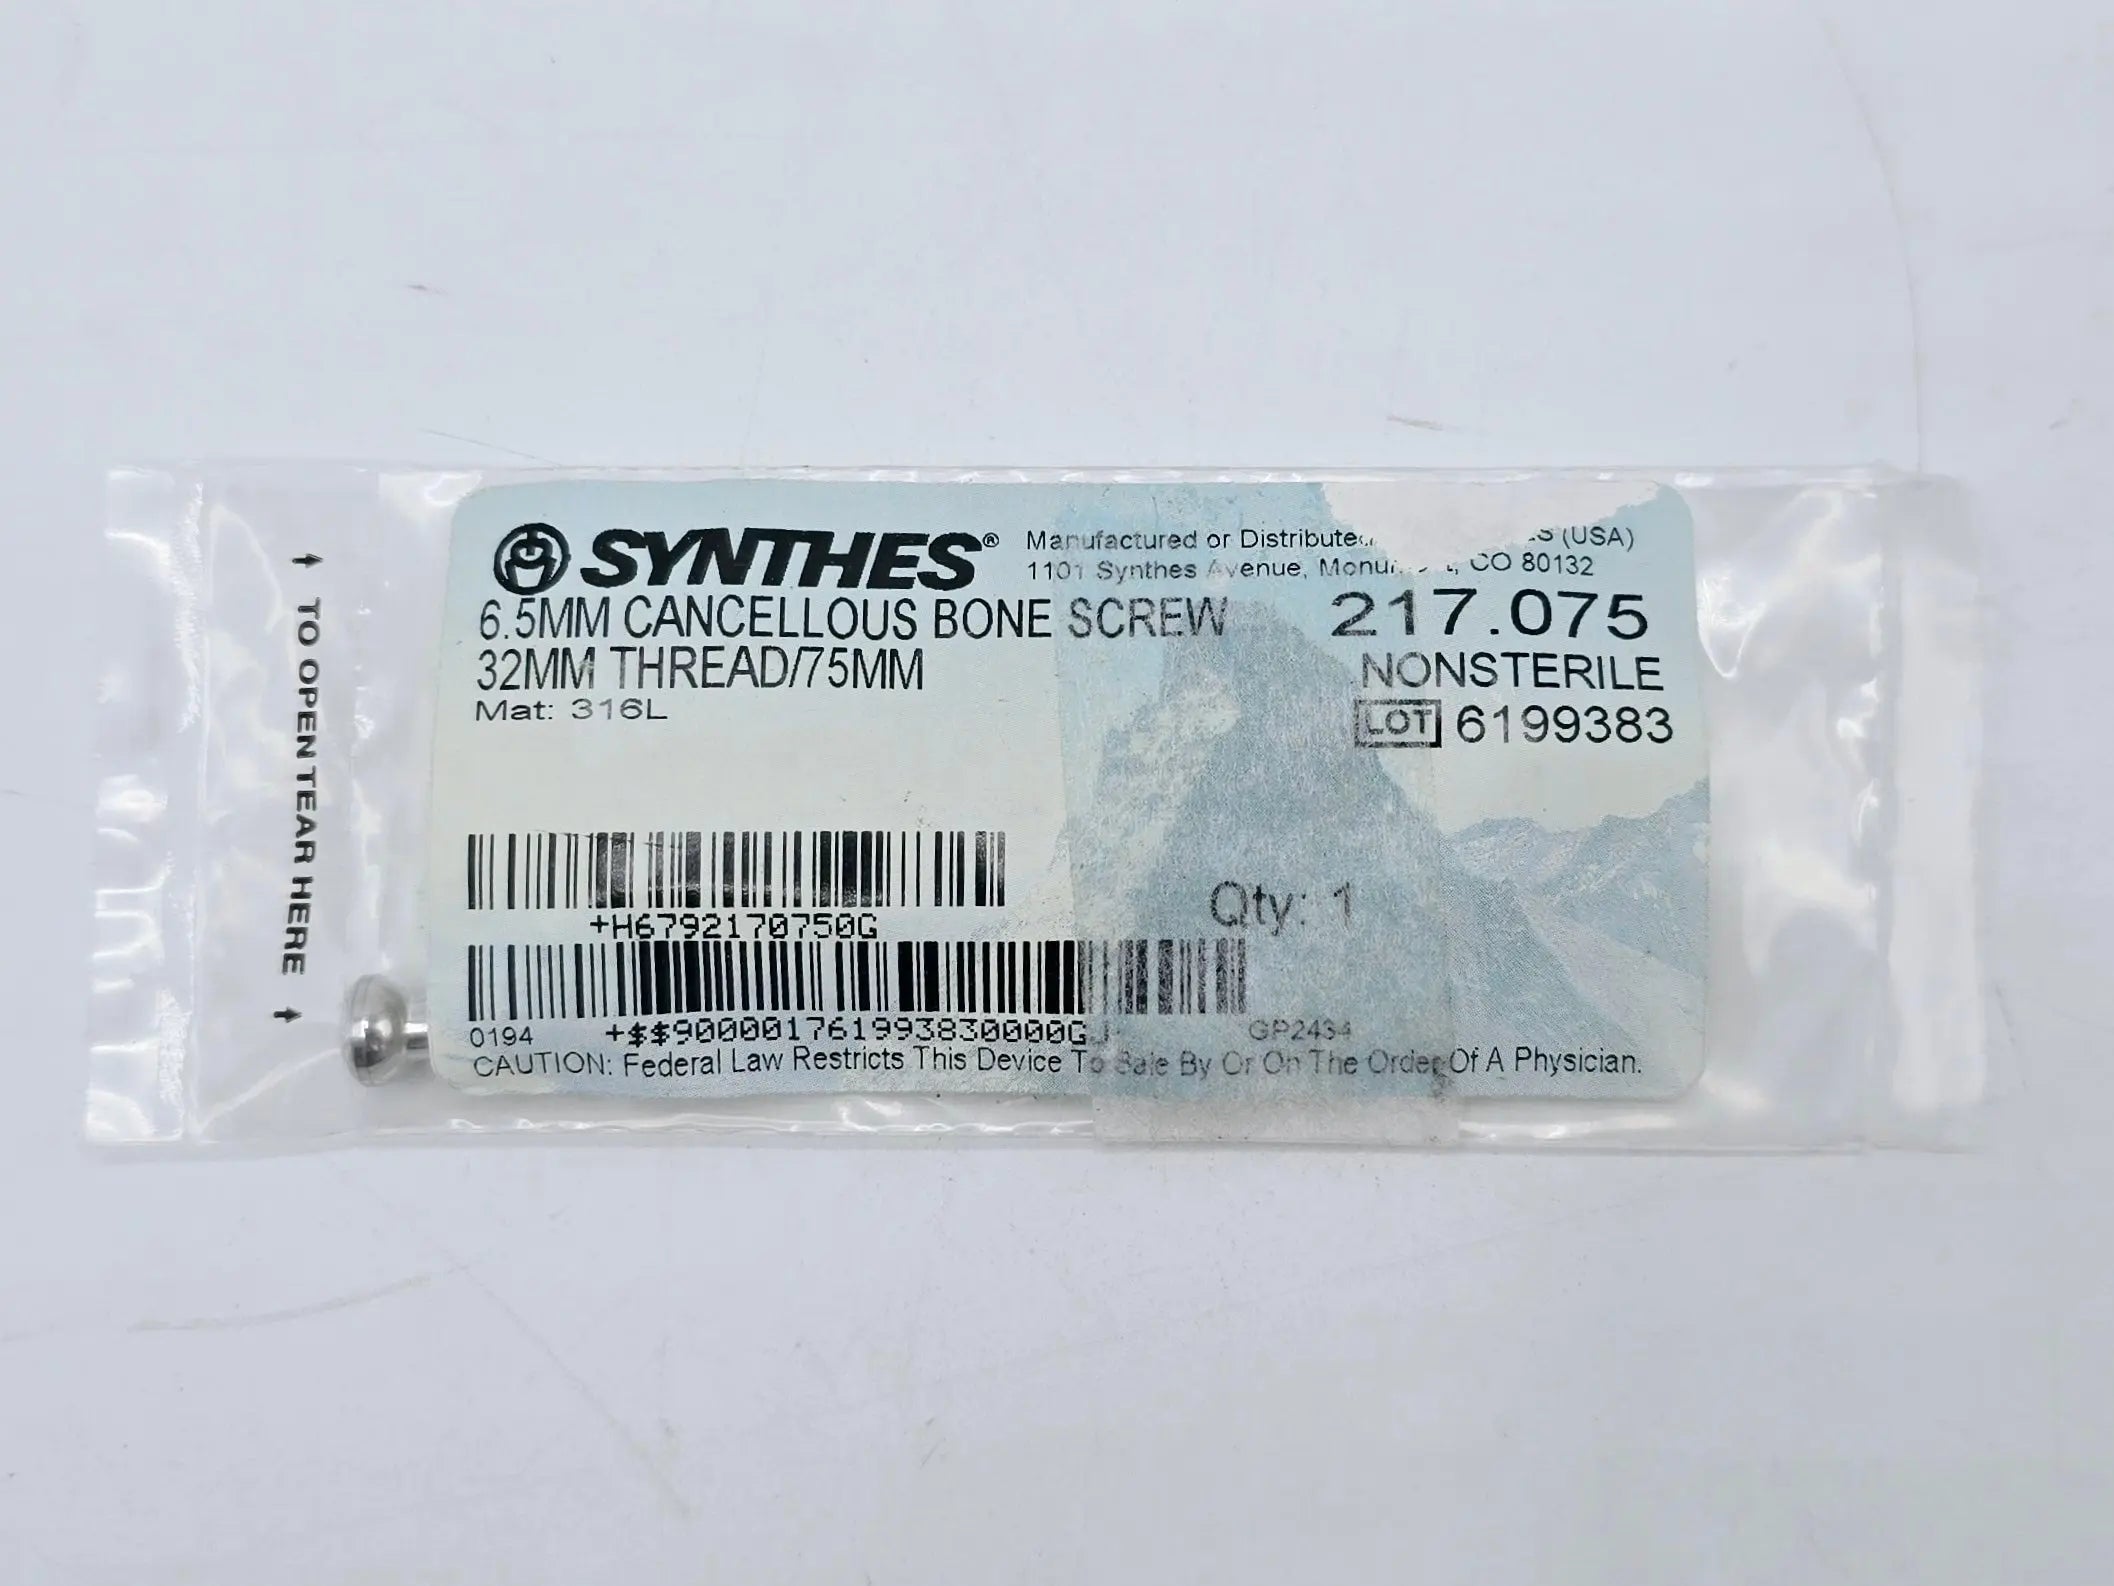 SYNTHES®
Manufactured or Distributed (USA)
1101 Synthes Avenue, CO 80132
6.5MM CANCELLOUS BONE SCREW
217.075
32MM THREAD/75MM
NONSTERILE
Mat: 316L
LOT 6199383
+H6792170750G
Qty: 1
0194 +$$900001761993830000GJ GP2434
CAUTION: Federal Law Restricts This Device To Sale By Or On The Order Of A Physician.
TO OPEN TEAR HERE